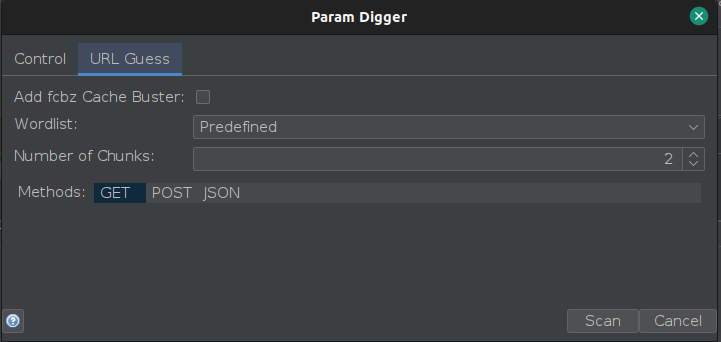 Param Digger
Control URL Guess
Add fcbz Cache Buster:
Wordlist: Predefined
Number of Chunks: 2
Methods: GET POST JSON
Scan Cancel